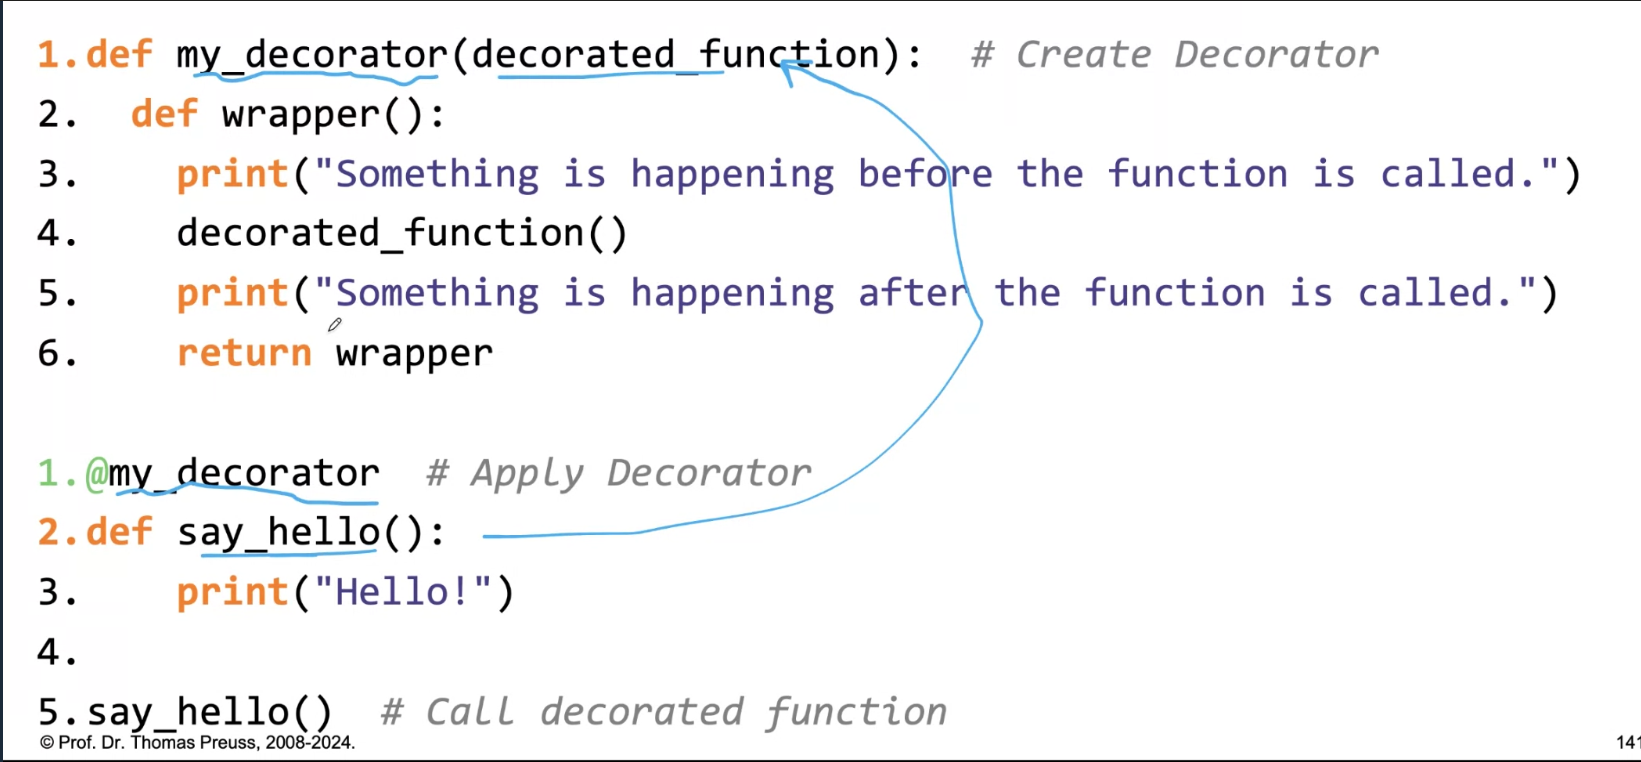 1.def my_decorator(decorated_function):  # Create Decorator
2.  def wrapper():
3.    print("Something is happening before the function is called.")
4.    decorated_function()
5.    print("Something is happening after the function is called.")
6.    return wrapper
1.@my_decorator  # Apply Decorator
2.def say_hello():
3.    print("Hello!")
4.
5.say_hello()  # Call decorated function
© Prof. Dr. Thomas Preuss, 2008-2024.
141